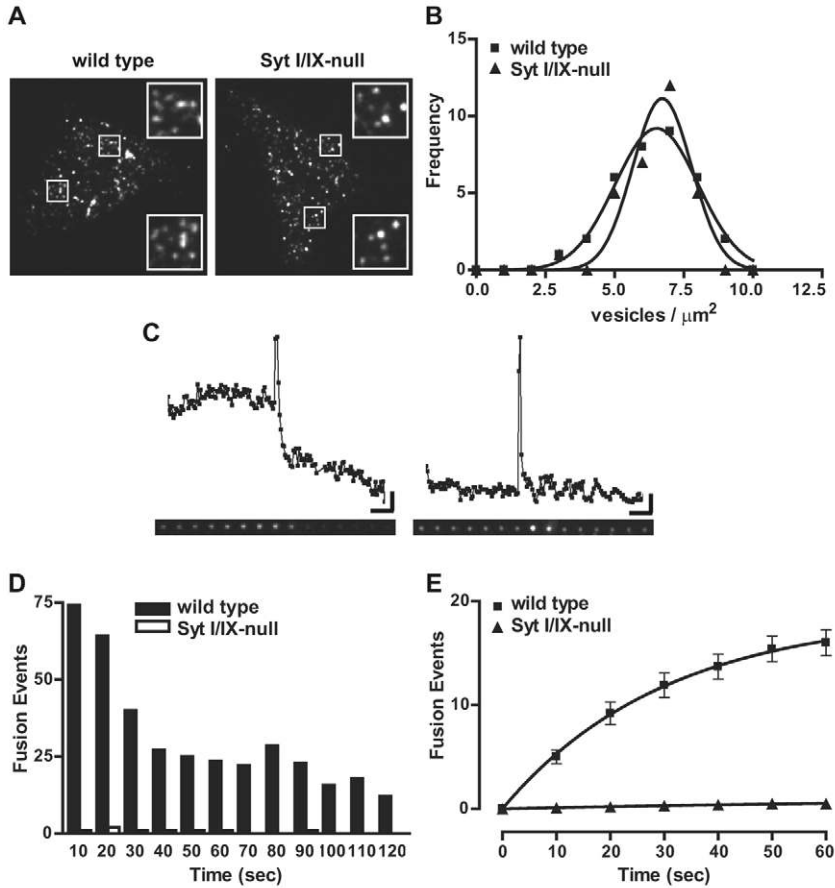 A
wild type
Syt I/IX-null
B
wild type
Syt I/IX-null
15
10
5
0
Frequency
0.0 2.5 5.0 7.5 10.0 12.5
vesicles / μm²
C
D
wild type
Syt I/IX-null
75
50
25
0
Fusion Events
10 20 30 40 50 60 70 80 90 100 110 120
Time (sec)
E
wild type
Syt I/IX-null
20
10
0
Fusion Events
0 10 20 30 40 50 60
Time (sec)